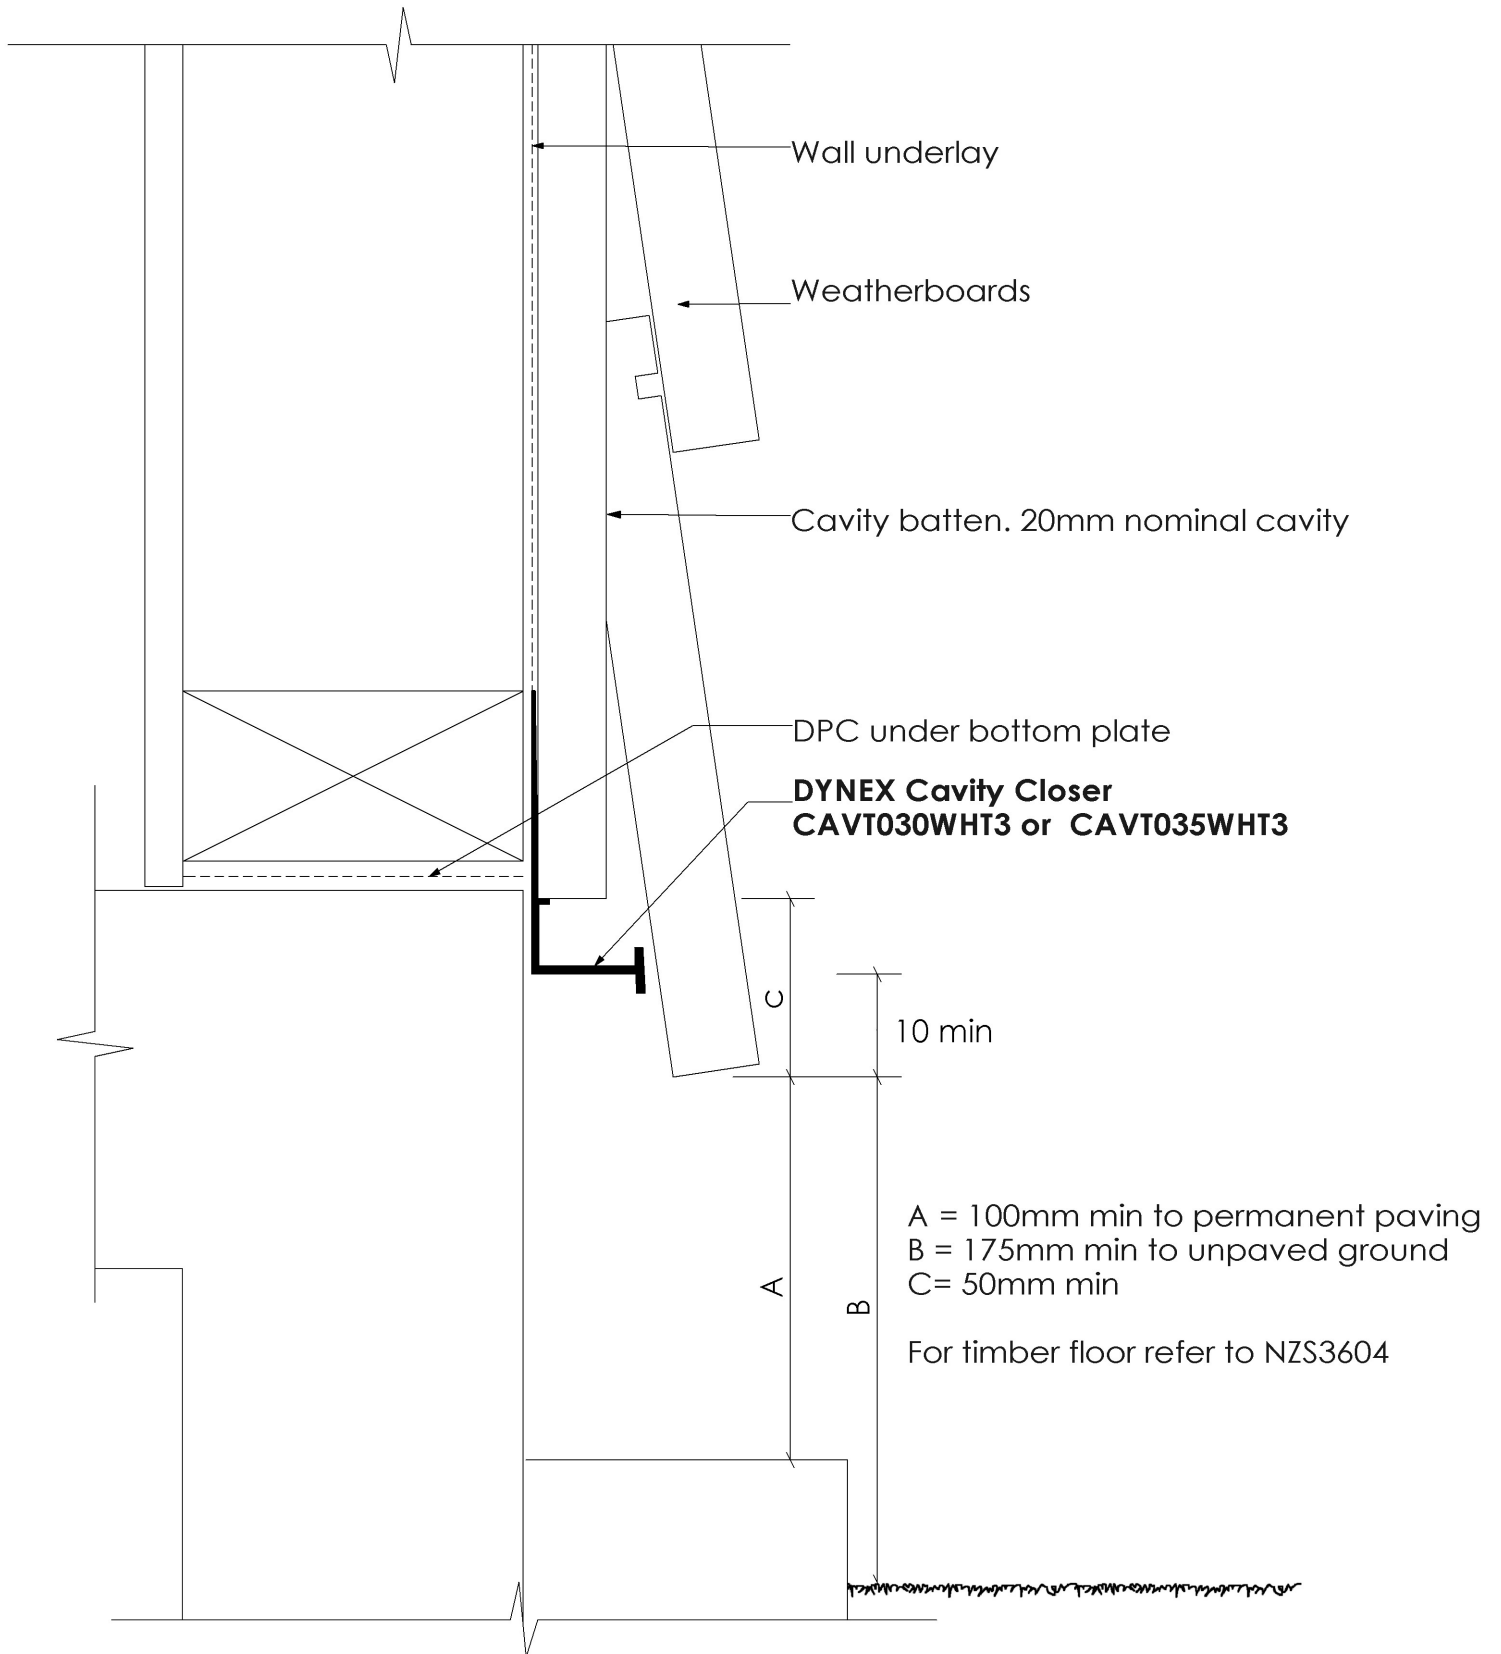 Wall underlay
Weatherboards
Cavity batten. 20mm nominal cavity
DPC under bottom plate
DYNEX Cavity Closer
CAVT030WHT3 or  CAVT035WHT3
C
10 min
A = 100mm min to permanent paving
B = 175mm min to unpaved ground
C= 50mm min
A
B
For timber floor refer to NZS3604